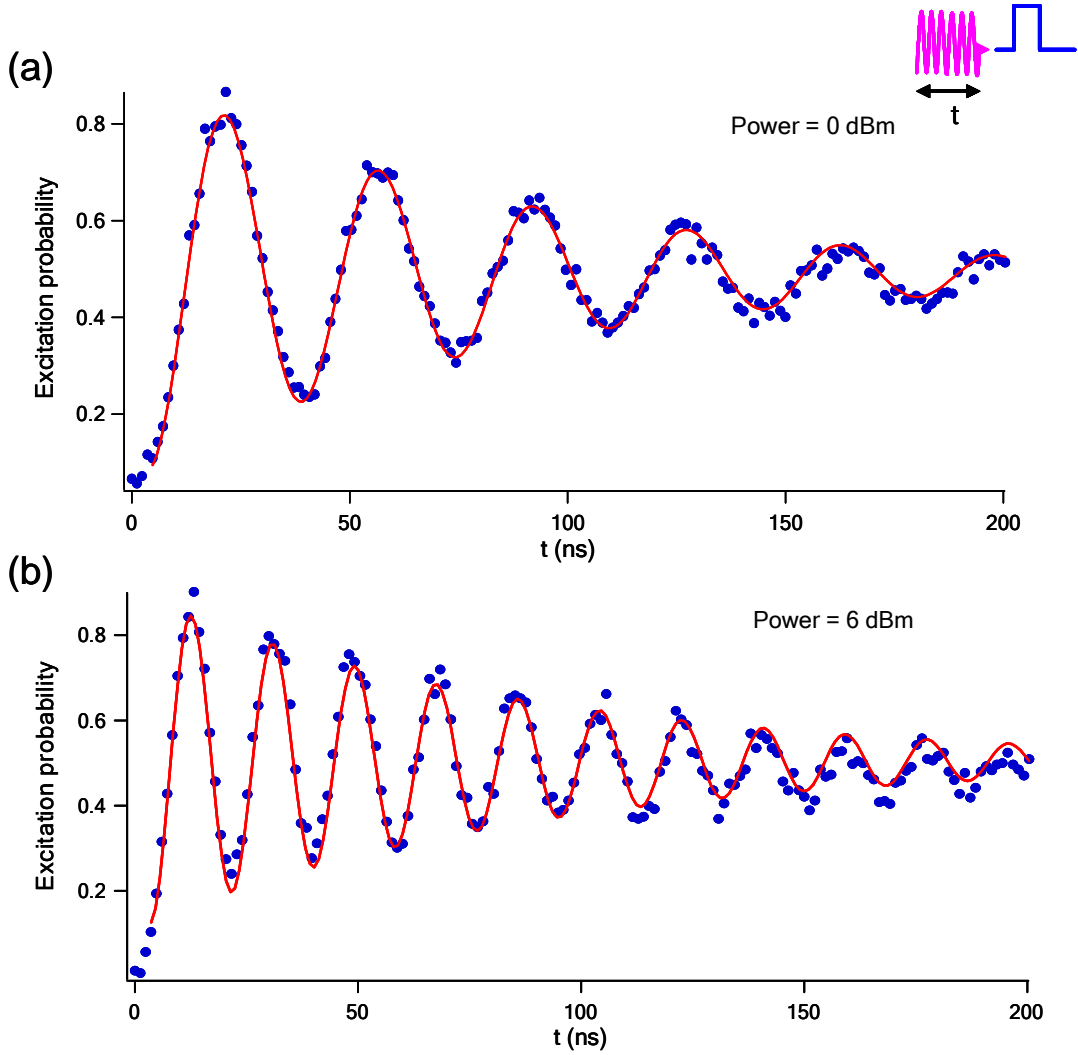 (a)
t
Power = 0 dBm
Excitation probability
0.8
0.6
0.4
0.2
0 50 100 150 200
t (ns)
(b)
Power = 6 dBm
Excitation probability
0.8
0.6
0.4
0.2
0 50 100 150 200
t (ns)